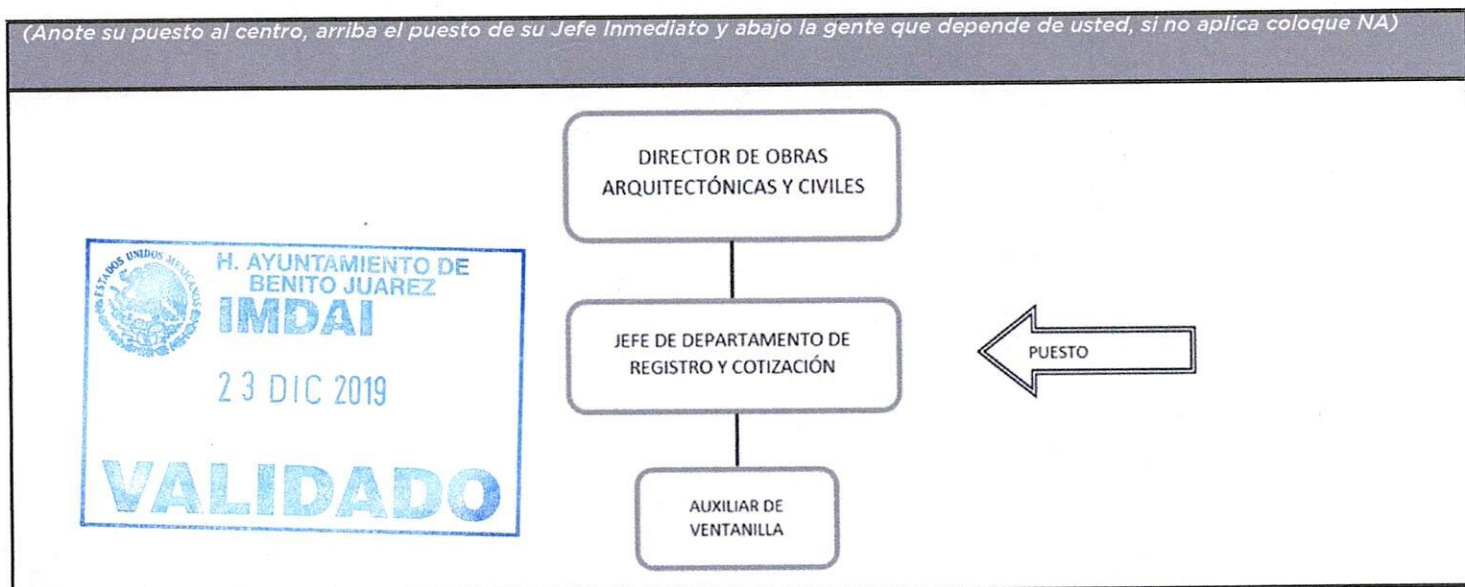 (Anote su puesto al centro, arriba el puesto de su Jefe Inmediato y abajo la gente que depende de usted, si no aplica coloque NA)
DIRECTOR DE OBRAS
ARQUITECTÓNICAS Y CIVILES
ESTADOS UNIDOS MEXICANOS
H. AYUNTAMIENTO DE
BENITO JUAREZ
IMDAI
23 DIC 2019
VALIDADO
JEFE DE DEPARTAMENTO DE
REGISTRO Y COTIZACIÓN
PUESTO
AUXILIAR DE
VENTANILLA